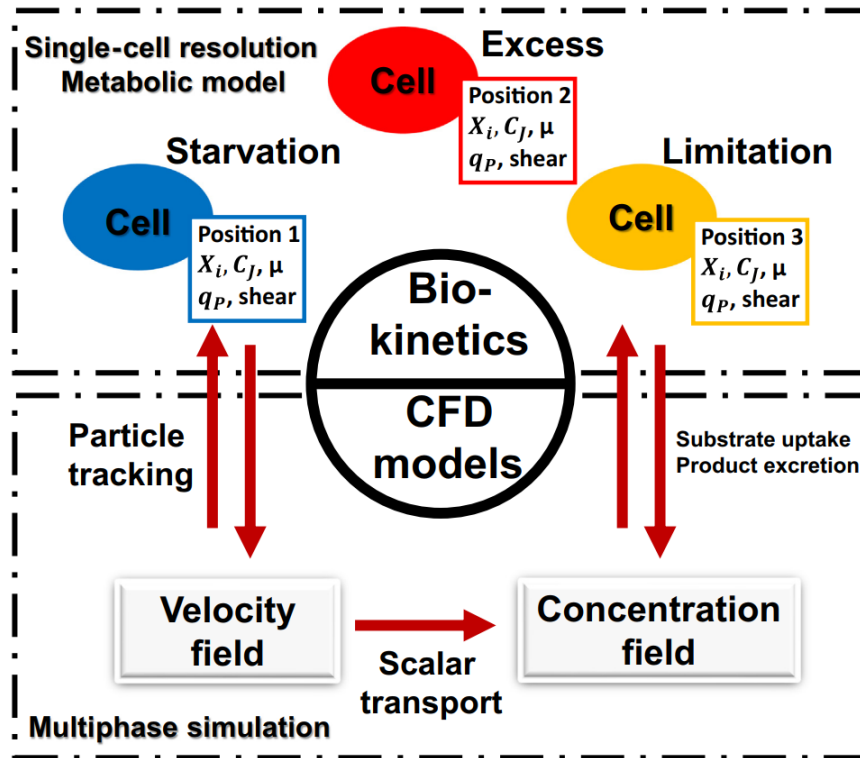 Single-cell resolution
Metabolic model
Excess
Cell
Position 2
X_i, C_J, μ
q_P, shear
Starvation
Cell
Position 1
X_i, C_J, μ
q_P, shear
Limitation
Cell
Position 3
X_i, C_J, μ
q_P, shear
Bio-
kinetics
CFD
models
Particle
tracking
Substrate uptake
Product excretion
Velocity
field
Scalar
transport
Concentration
field
Multiphase simulation